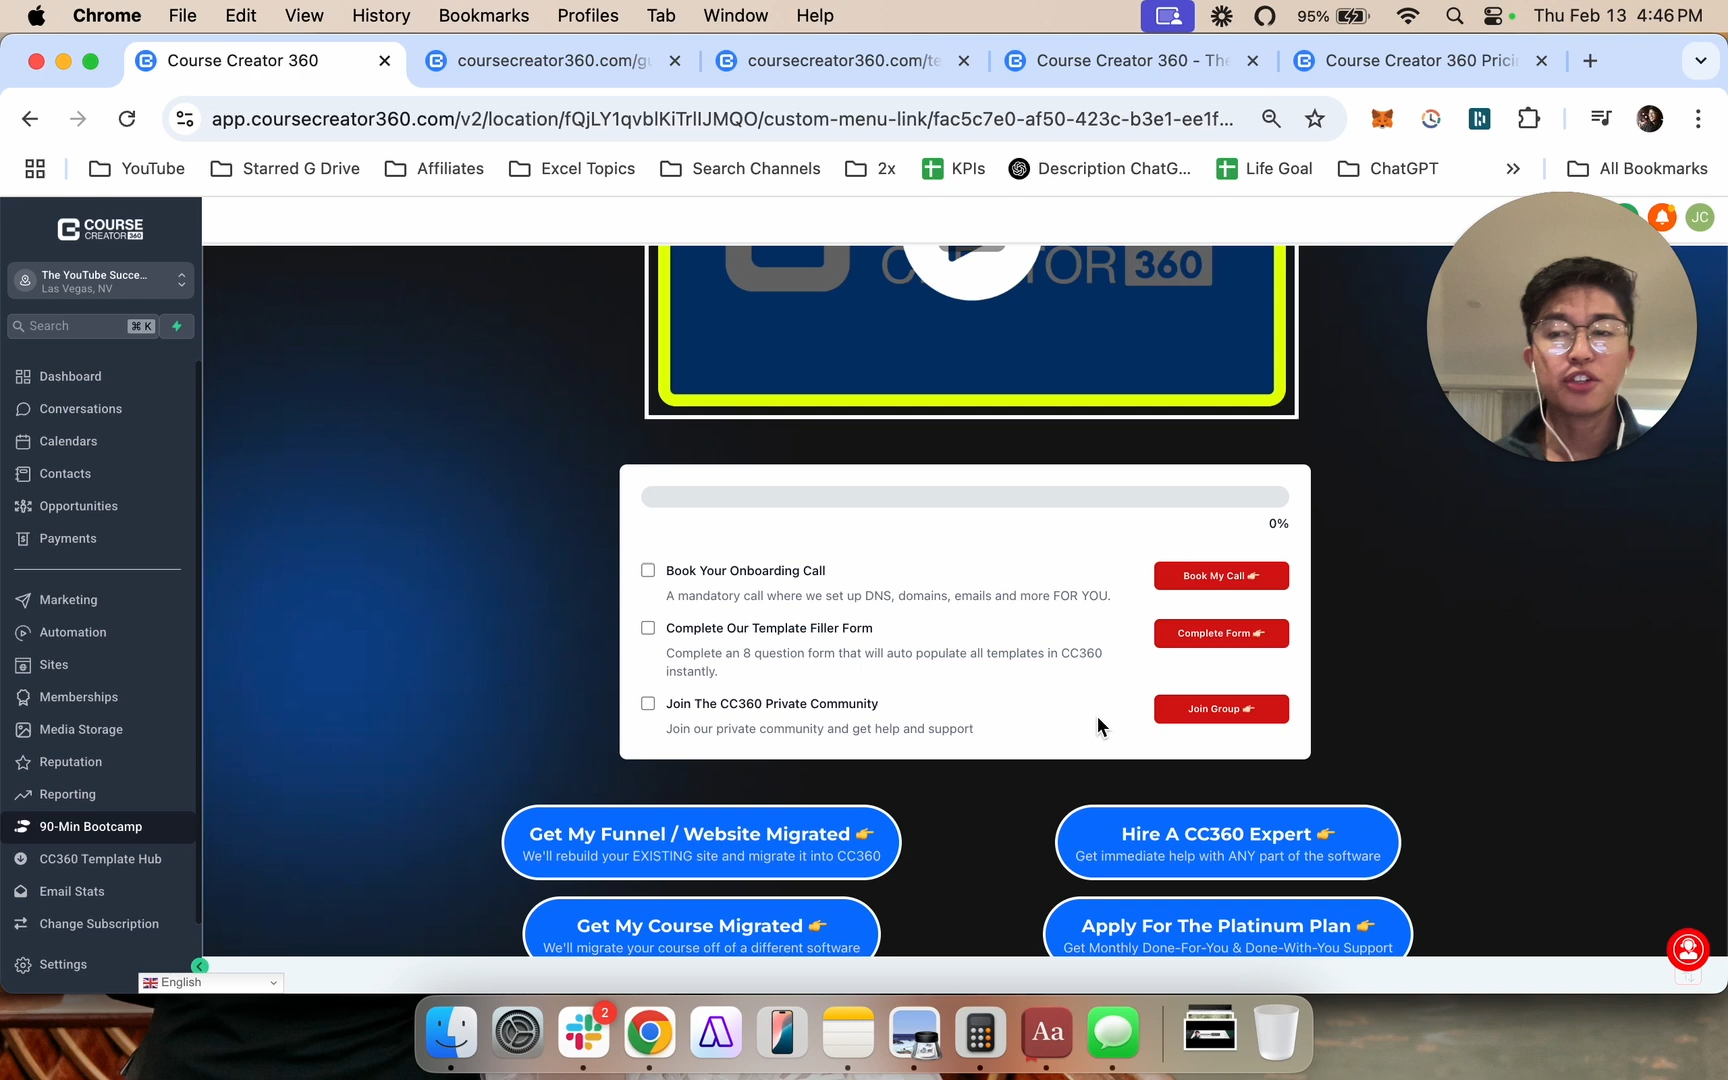 Chrome File Edit View History Bookmarks Profiles Tab Window Help 95% Thu Feb 13 4:46 PM
Course Creator 360 coursecreator360.com/gu coursecreator360.com/te Course Creator 360 - The Course Creator 360 Prici
app.coursecreator360.com/v2/location/fQjLY1qvblKiTrlIJMQO/custom-menu-link/fac5c7e0-af50-423c-b3e1-ee1f...
YouTube Starred G Drive Affiliates Excel Topics Search Channels 2x KPIs Description ChatG... Life Goal ChatGPT » All Bookmarks
COURSE
CREATOR 360
JC
The YouTube Succe...
Las Vegas, NV
Search ⌘ K
Dashboard
Conversations
Calendars
Contacts
Opportunities
Payments
Marketing
Automation
Sites
Memberships
Media Storage
Reputation
Reporting
90-Min Bootcamp
CC360 Template Hub
Email Stats
Change Subscription
Settings
English
360
0%
Book Your Onboarding Call
A mandatory call where we set up DNS, domains, emails and more FOR YOU.
Book My Call 👉
Complete Our Template Filler Form
Complete an 8 question form that will auto populate all templates in CC360
instantly.
Complete Form 👉
Join The CC360 Private Community
Join our private community and get help and support
Join Group 👉
Get My Funnel / Website Migrated 👉
We'll rebuild your EXISTING site and migrate it into CC360
Hire A CC360 Expert 👉
Get immediate help with ANY part of the software
Get My Course Migrated 👉
We'll migrate your course off of a different software
Apply For The Platinum Plan 👉
Get Monthly Done-For-You & Done-With-You Support
2
Aa